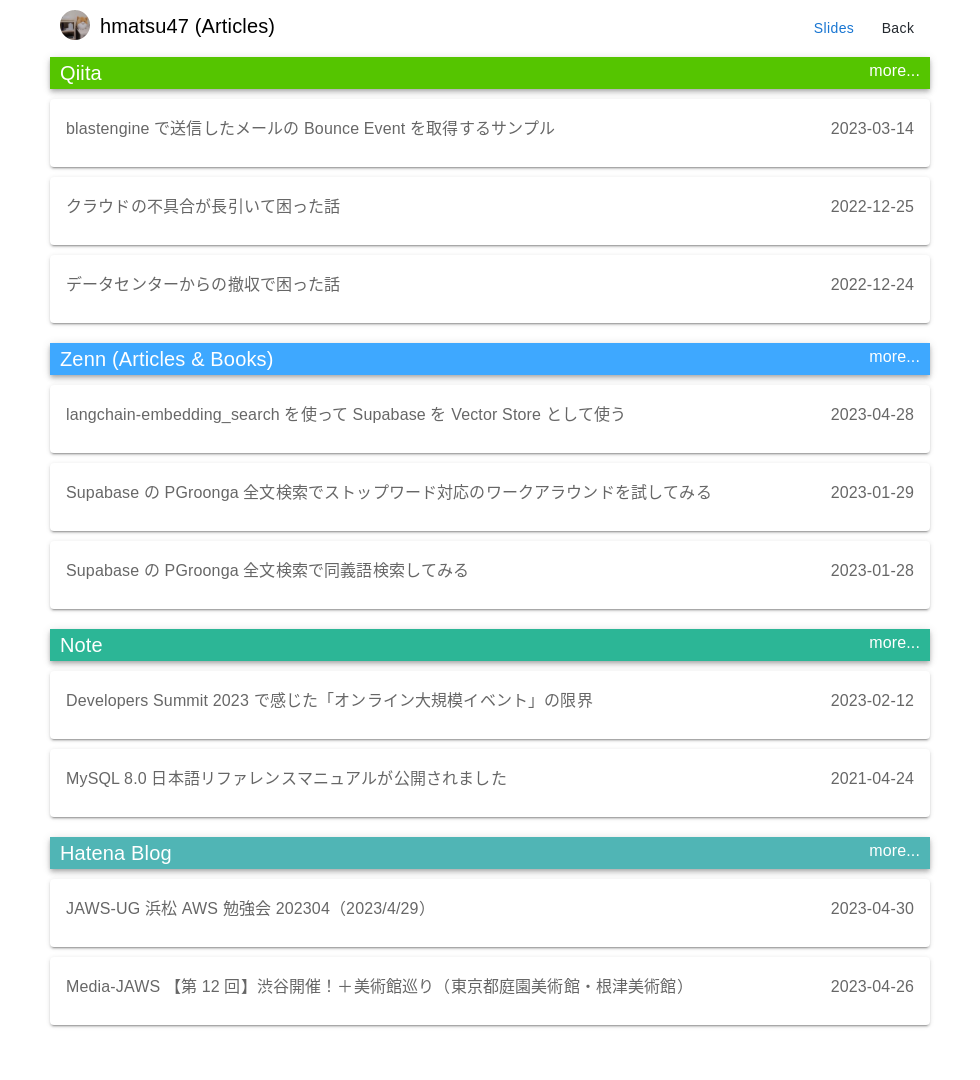 hmatsu47 (Articles)
Slides
Back
Qiita
more...
blastengine で送信したメールの Bounce Event を取得するサンプル
2023-03-14
クラウドの不具合が長引いて困った話
2022-12-25
データセンターからの撤収で困った話
2022-12-24
Zenn (Articles & Books)
more...
langchain-embedding_search を使って Supabase を Vector Store として使う
2023-04-28
Supabase の PGroonga 全文検索でストップワード対応のワークアラウンドを試してみる
2023-01-29
Supabase の PGroonga 全文検索で同義語検索してみる
2023-01-28
Note
more...
Developers Summit 2023 で感じた「オンライン大規模イベント」の限界
2023-02-12
MySQL 8.0 日本語リファレンスマニュアルが公開されました
2021-04-24
Hatena Blog
more...
JAWS-UG 浜松 AWS 勉強会 202304（2023/4/29）
2023-04-30
Media-JAWS 【第 12 回】渋谷開催！＋美術館巡り（東京都庭園美術館・根津美術館）
2023-04-26